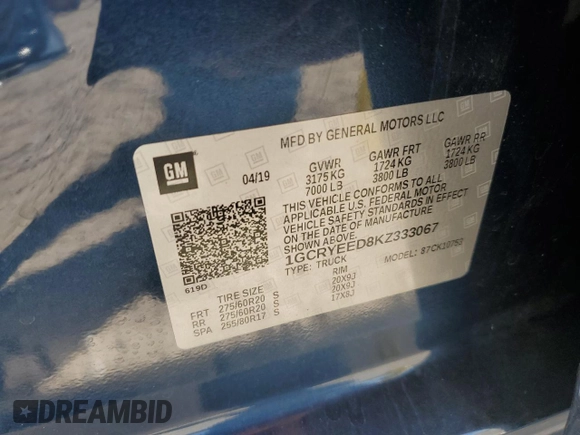 MFD BY GENERAL MOTORS LLC
GM
04/19
GVWR GAWR FRT GAWR RR
3175 KG 1724 KG 1724 KG
7000 LB 3800 LB 3800 LB
THIS VEHICLE CONFORMS TO ALL
APPLICABLE U.S. FEDERAL MOTOR
VEHICLE SAFETY STANDARDS IN EFFECT
ON THE DATE OF MANUFACTURE
SHOWN ABOVE.
1GCRYEED8KZ333067
TYPE: TRUCK MODEL: 87CK10753
619D
TIRE SIZE RIM
FRT 275/60R20 S 20X9J
RR 275/60R20 S 20X9J
SPA 255/80R17 S 17X8J
DREAMBID